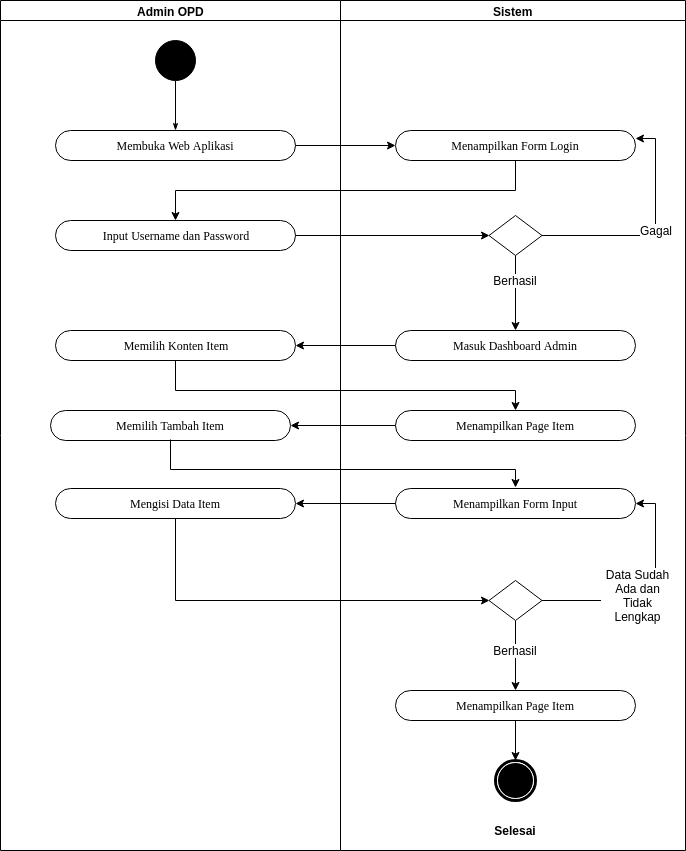 Admin OPD
Sistem
Membuka Web Aplikasi
Menampilkan Form Login
Input Username dan Password
Gagal
Berhasil
Memilih Konten Item
Masuk Dashboard Admin
Memilih Tambah Item
Menampilkan Page Item
Mengisi Data Item
Menampilkan Form Input
Data Sudah
Ada dan
Tidak
Lengkap
Berhasil
Menampilkan Page Item
Selesai